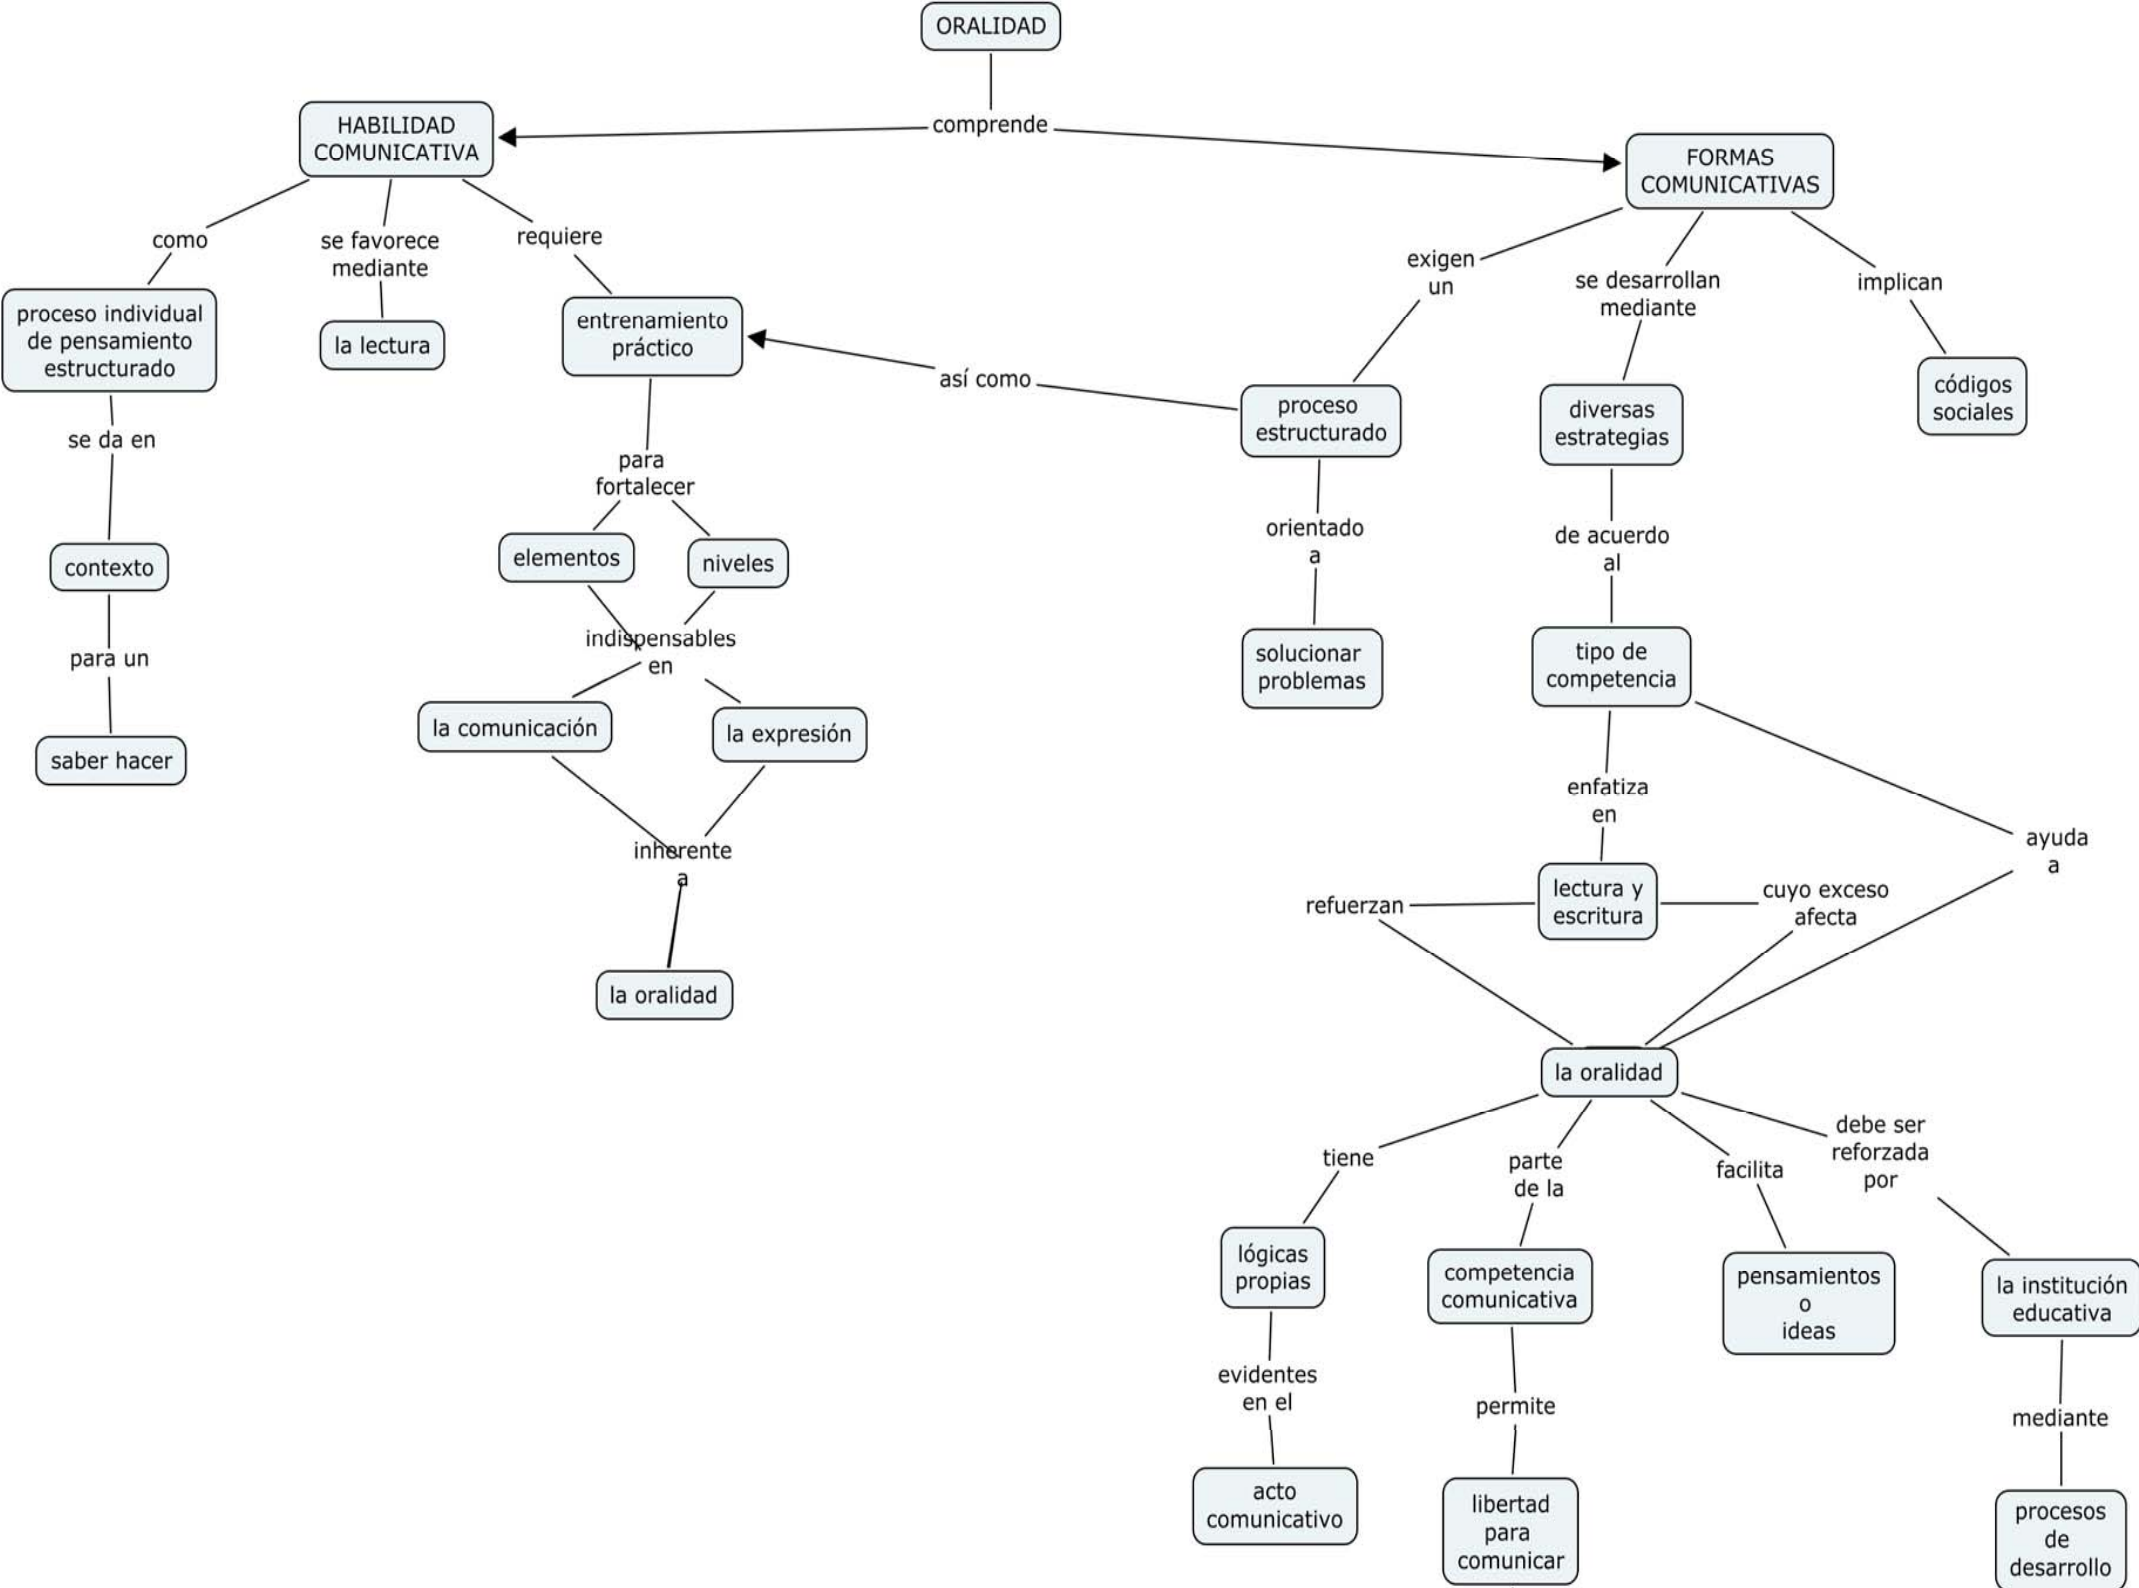 ORALIDAD
comprende
HABILIDAD
COMUNICATIVA
FORMAS
COMUNICATIVAS
como
se favorece
mediante
requiere
proceso individual
de pensamiento
estructurado
la lectura
entrenamiento
práctico
así como
se da en
contexto
para un
saber hacer
para
fortalecer
elementos
niveles
indispensables
en
la comunicación
la expresión
inherente
a
la oralidad
exigen
un
se desarrollan
mediante
implican
proceso
estructurado
diversas
estrategias
códigos
sociales
orientado
a
solucionar
problemas
de acuerdo
al
tipo de
competencia
enfatiza
en
ayuda
a
refuerzan
lectura y
escritura
cuyo exceso
afecta
la oralidad
tiene
parte
de la
facilita
debe ser
reforzada
por
lógicas
propias
competencia
comunicativa
pensamientos
o
ideas
la institución
educativa
evidentes
en el
permite
mediante
acto
comunicativo
libertad
para
comunicar
procesos
de
desarrollo